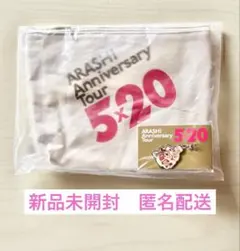 ARASHI
Anniversary
Tour
5×20
ARASHI
Anniversary
Tour
5×20
新品未開封　匿名配送